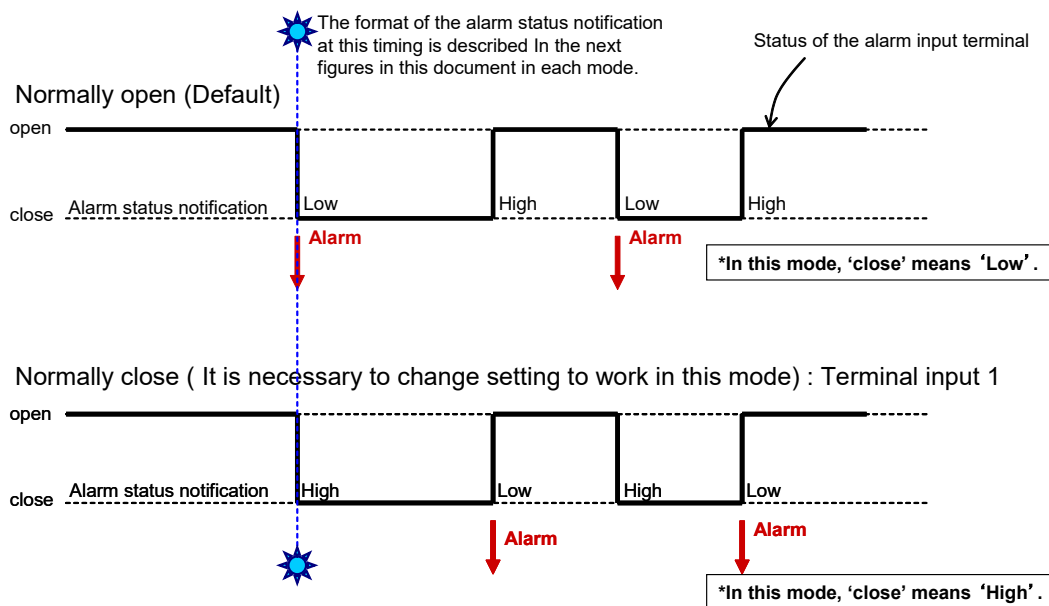 The format of the alarm status notification
at this timing is described In the next
figures in this document in each mode.
Status of the alarm input terminal
Normally open (Default)
open
close
Alarm status notification
Low
High
Low
High
Alarm
Alarm
*In this mode, ‘close’ means ‘Low’.
Normally close ( It is necessary to change setting to work in this mode) : Terminal input 1
open
close
Alarm status notification
High
Low
High
Low
Alarm
Alarm
*In this mode, ‘close’ means ‘High’.